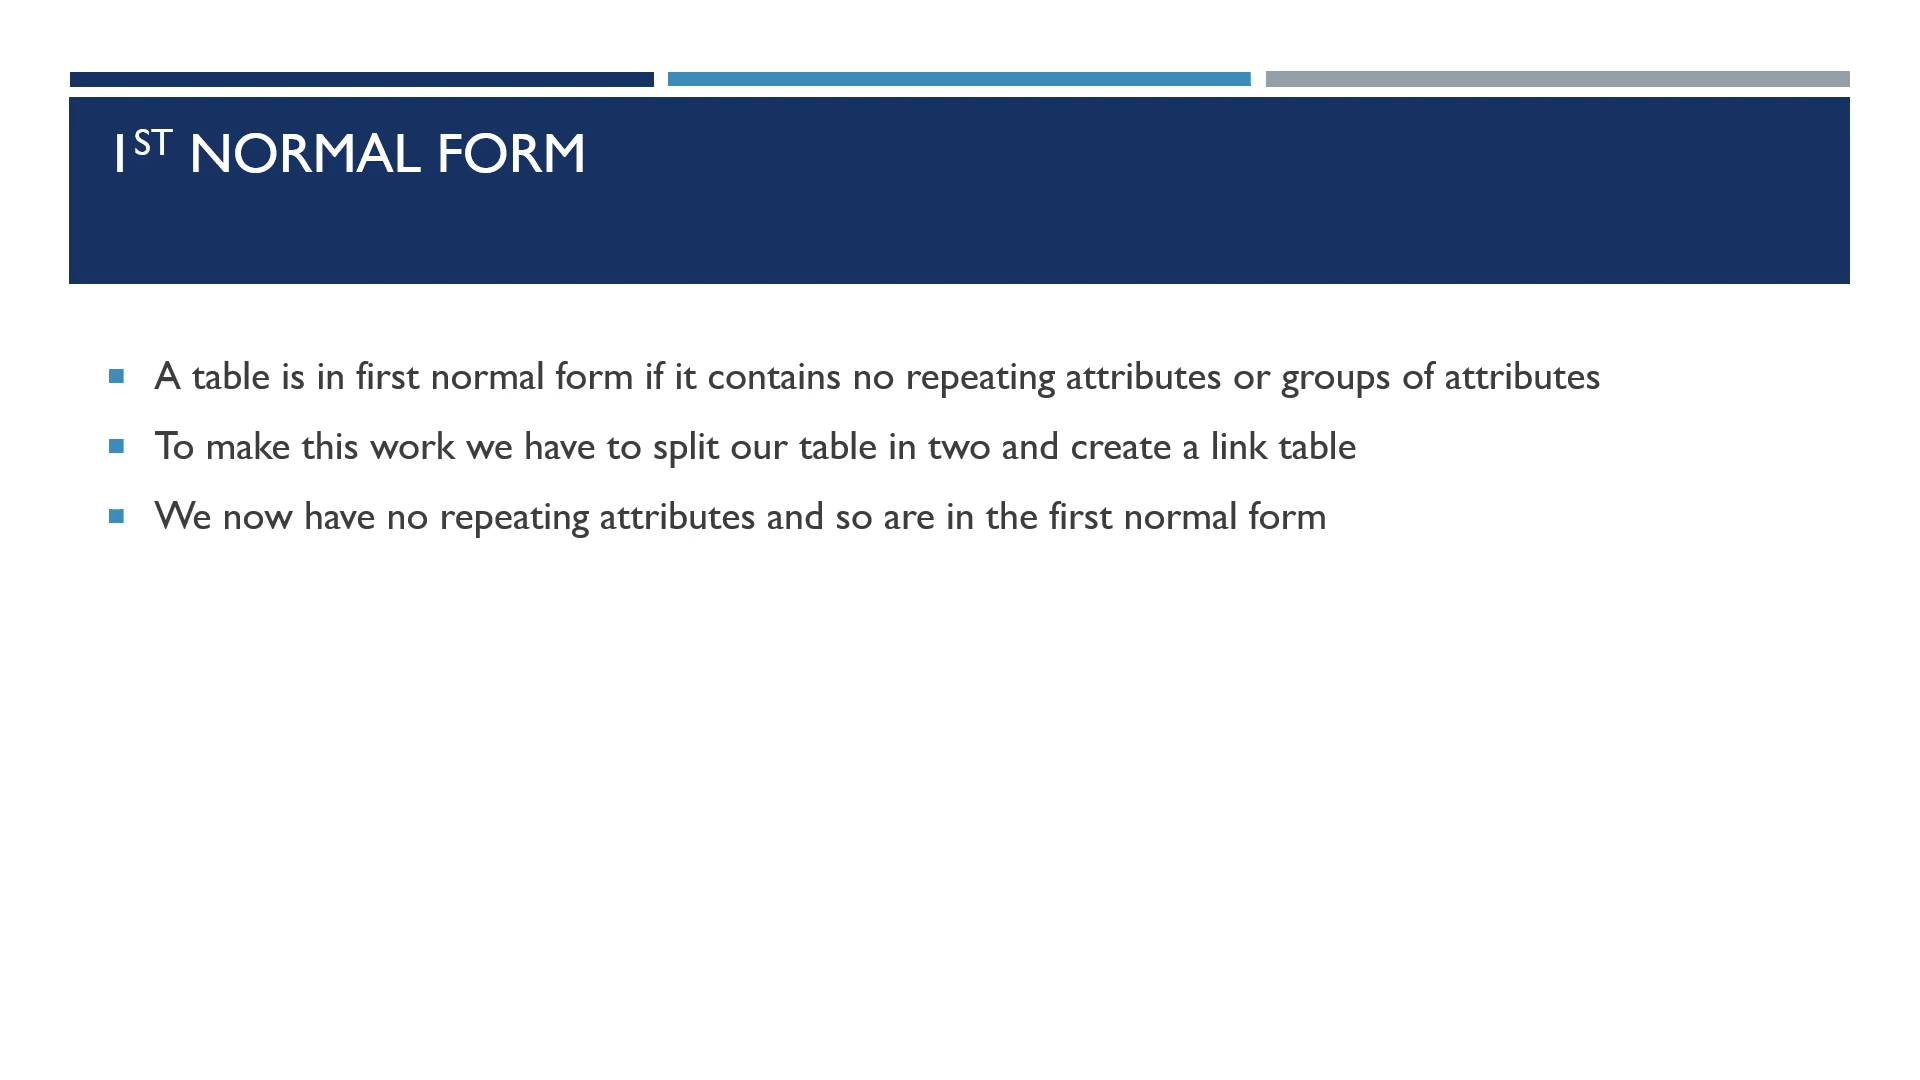 1ST NORMAL FORM
A table is in first normal form if it contains no repeating attributes or groups of attributes
To make this work we have to split our table in two and create a link table
We now have no repeating attributes and so are in the first normal form